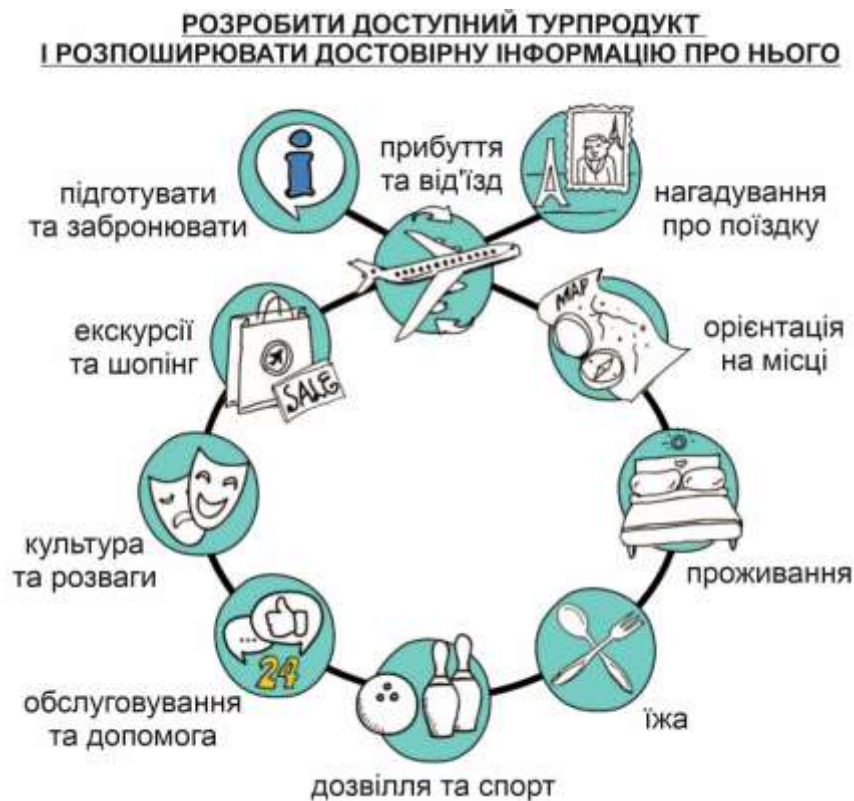 РОЗРОБИТИ ДОСТУПНИЙ ТУРПРОДУКТ
І РОЗПОШИРЮВАТИ ДОСТОВІРНУ ІНФОРМАЦІЮ ПРО НЬОГО
підготувати
та забронювати
i
прибуття
та від'їзд
нагадування
про поїздку
екскурсії
та шопінг
SALE
MAP
орієнтація
на місці
культура
та розваги
проживання
обслуговування
та допомога
...
24
дозвілля та спорт
їжа